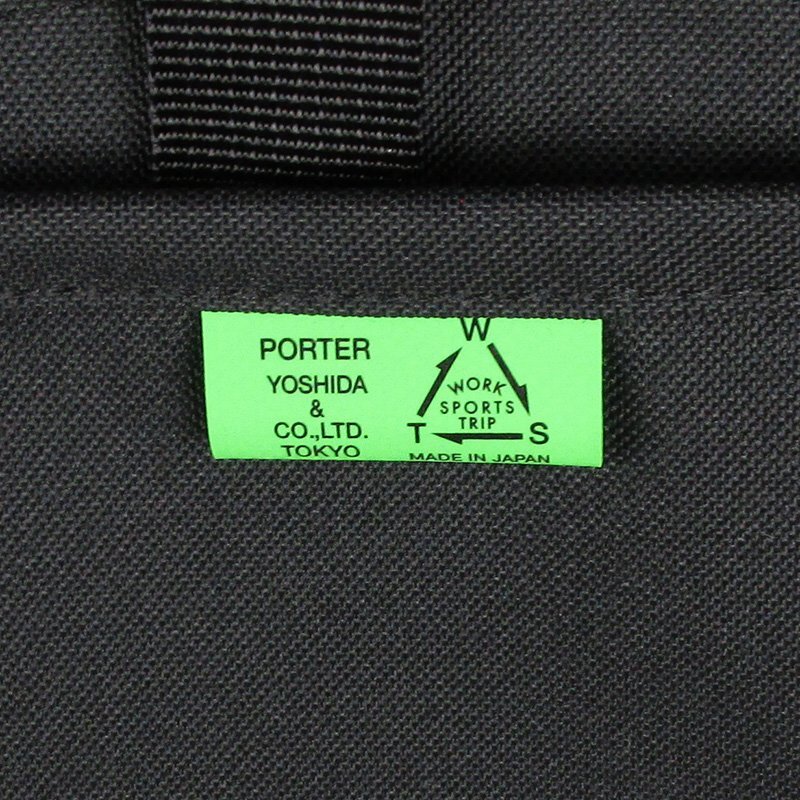 PORTER
YOSHIDA
&
CO.,LTD.
TOKYO
W
WORK
SPORTS
TRIP
T S
MADE IN JAPAN